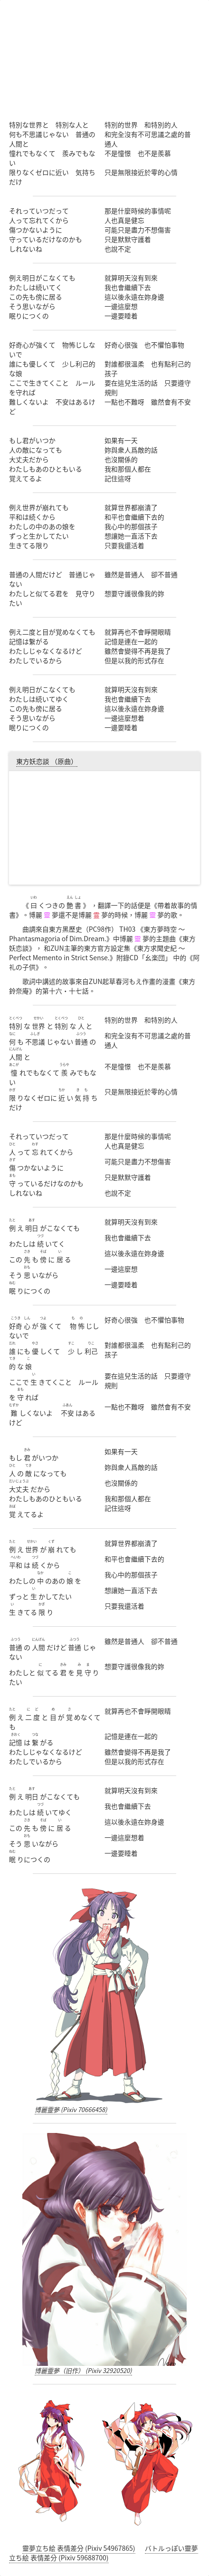 特別な世界と　特別な人と
何も不思議じゃない　普通の
人間と
憧れでもなくて　羨みでもな
い
限りなくゼロに近い　気持ち
だけ
特別的世界　和特別的人
和完全沒有不可思議之處的普
通人
不是憧憬　也不是羨慕
只是無限接近於零的心情
それっていつだって
人って忘れてくから
傷つかないように
守っているだけなのかも
しれないね
那是什麼時候的事情呢
人也真是健忘
可能只是盡力不想傷害
只是默默守護着
也說不定
例え明日がこなくても
わたしは続いてく
この先も傍に居る
そう思いながら
眠りにつくの
就算明天沒有到來
我也會繼續下去
這以後永遠在妳身邊
一邊這麼想
一邊要睡着
好奇心が強くて　物怖じしな
いで
誰にも優しくて　少し利己的
な娘
ここで生きてくこと　ルール
を守れば
難しくないよ　不安はあるけ
ど
好奇心很強　也不懼怕事物
對誰都很溫柔　也有點利己的
孩子
要在這兒生活的話　只要遵守
規則
一點也不難呀　雖然會有不安
もし君がいつか
人の敵になっても
大丈夫だから
わたしもあのひともいる
覚えてるよ
如果有一天
妳與衆人爲敵的話
也沒關係的
我和那個人都在
記住這呀
例え世界が崩れても
平和は続くから
わたしの中のあの娘を
ずっと生かしてたい
生きてる限り
就算世界都崩潰了
和平也會繼續下去的
我心中的那個孩子
想讓她一直活下去
只要我還活着
普通の人間だけど　普通じゃ
ない
わたしと似てる君を　見守り
たい
雖然是普通人　卻不普通
想要守護很像我的妳
例え二度と目が覚めなくても
記憶は繋がる
わたしじゃなくなるけど
わたしでいるから
就算再也不會睜開眼睛
記憶是連在一起的
雖然會變得不再是我了
但是以我的形式存在
例え明日がこなくても
わたしは続いてゆく
この先も傍に居る
そう思いながら
眠りにつくの
就算明天沒有到來
我也會繼續下去
這以後永遠在妳身邊
一邊這麼想着
一邊要睡着
東方妖恋談 （原曲）
《 曰くつきの艶書 》，翻譯一下的話便是《帶着故事的情
書》。博麗 靈 夢還不是博麗 霊 夢的時候，博麗 靈 夢的歌。
曲調來自東方黑歷史（PC98作） TH03 《東方夢時空 ～
Phantasmagoria of Dim.Dream.》中博麗 靈 夢的主題曲《東方
妖恋談》， 和ZUN主筆的東方官方設定集《東方求聞史紀 ～
Perfect Memento in Strict Sense.》附錄CD「幺楽団」 中的《阿
礼の子供》。
歌詞中講述的故事來自ZUN起草春河もえ作畫的漫畫《東方
鈴奈庵》的第十六・十七話。
特別な世界と特別な人と
何も不思議じゃない普通の
人間と
憧れでもなくて羨みでもな
い
限りなくゼロに近い気持ち
だけ
特別的世界　和特別的人
和完全沒有不可思議之處的普
通人
不是憧憬　也不是羨慕
只是無限接近於零的心情
それっていつだって
人って忘れてくから
傷つかないように
守っているだけなのかも
しれないね
那是什麼時候的事情呢
人也真是健忘
可能只是盡力不想傷害
只是默默守護着
也說不定
例え明日がこなくても
わたしは続いてく
この先も傍に居る
そう思いながら
眠りにつくの
就算明天沒有到來
我也會繼續下去
這以後永遠在妳身邊
一邊這麼想
一邊要睡着
好奇心が強くて　物怖じし
ないで
誰にも優しくて　少し利己
的な娘
ここで生きてくこと　ルール
を守れば
難しくないよ　不安はある
けど
好奇心很強　也不懼怕事物
對誰都很溫柔　也有點利己的
孩子
要在這兒生活的話　只要遵守
規則
一點也不難呀　雖然會有不安
もし君がいつか
人の敵になっても
大丈夫だから
わたしもあのひともいる
覚えてるよ
如果有一天
妳與衆人爲敵的話
也沒關係的
我和那個人都在
記住這呀
例え世界が崩れても
平和は続くから
わたしの中のあの娘を
ずっと生かしてたい
生きてる限り
就算世界都崩潰了
和平也會繼續下去的
我心中的那個孩子
想讓她一直活下去
只要我還活着
普通の人間だけど普通じゃ
ない
わたしと似てる君を見守り
たい
雖然是普通人　卻不普通
想要守護很像我的妳
例え二度と目が覚めなくて
も
記憶は繋がる
わたしじゃなくなるけど
わたしでいるから
就算再也不會睜開眼睛
記憶是連在一起的
雖然會變得不再是我了
但是以我的形式存在
例え明日がこなくても
わたしは続いてゆく
この先も傍に居る
そう思いながら
眠りにつくの
就算明天沒有到來
我也會繼續下去
這以後永遠在妳身邊
一邊這麼想着
一邊要睡着
博麗靈夢 (Pixiv 70666458)
博麗靈夢（旧作） (Pixiv 32920520)
靈夢立ち絵 表情差分 (Pixiv 54967865)　バトルっぽい靈夢
立ち絵 表情差分 (Pixiv 59688700)